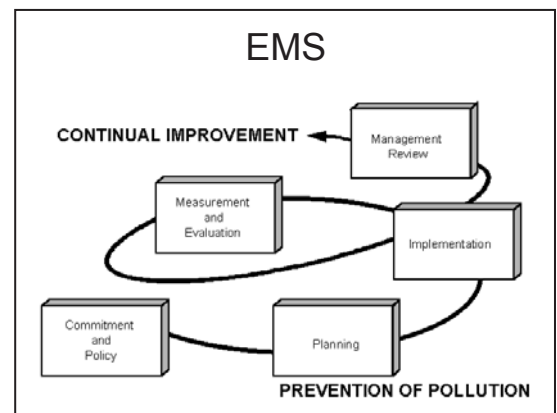 EMS
CONTINUAL IMPROVEMENT
Management
Review
Measurement
and
Evaluation
Implementation
Commitment
and
Policy
Planning
PREVENTION OF POLLUTION